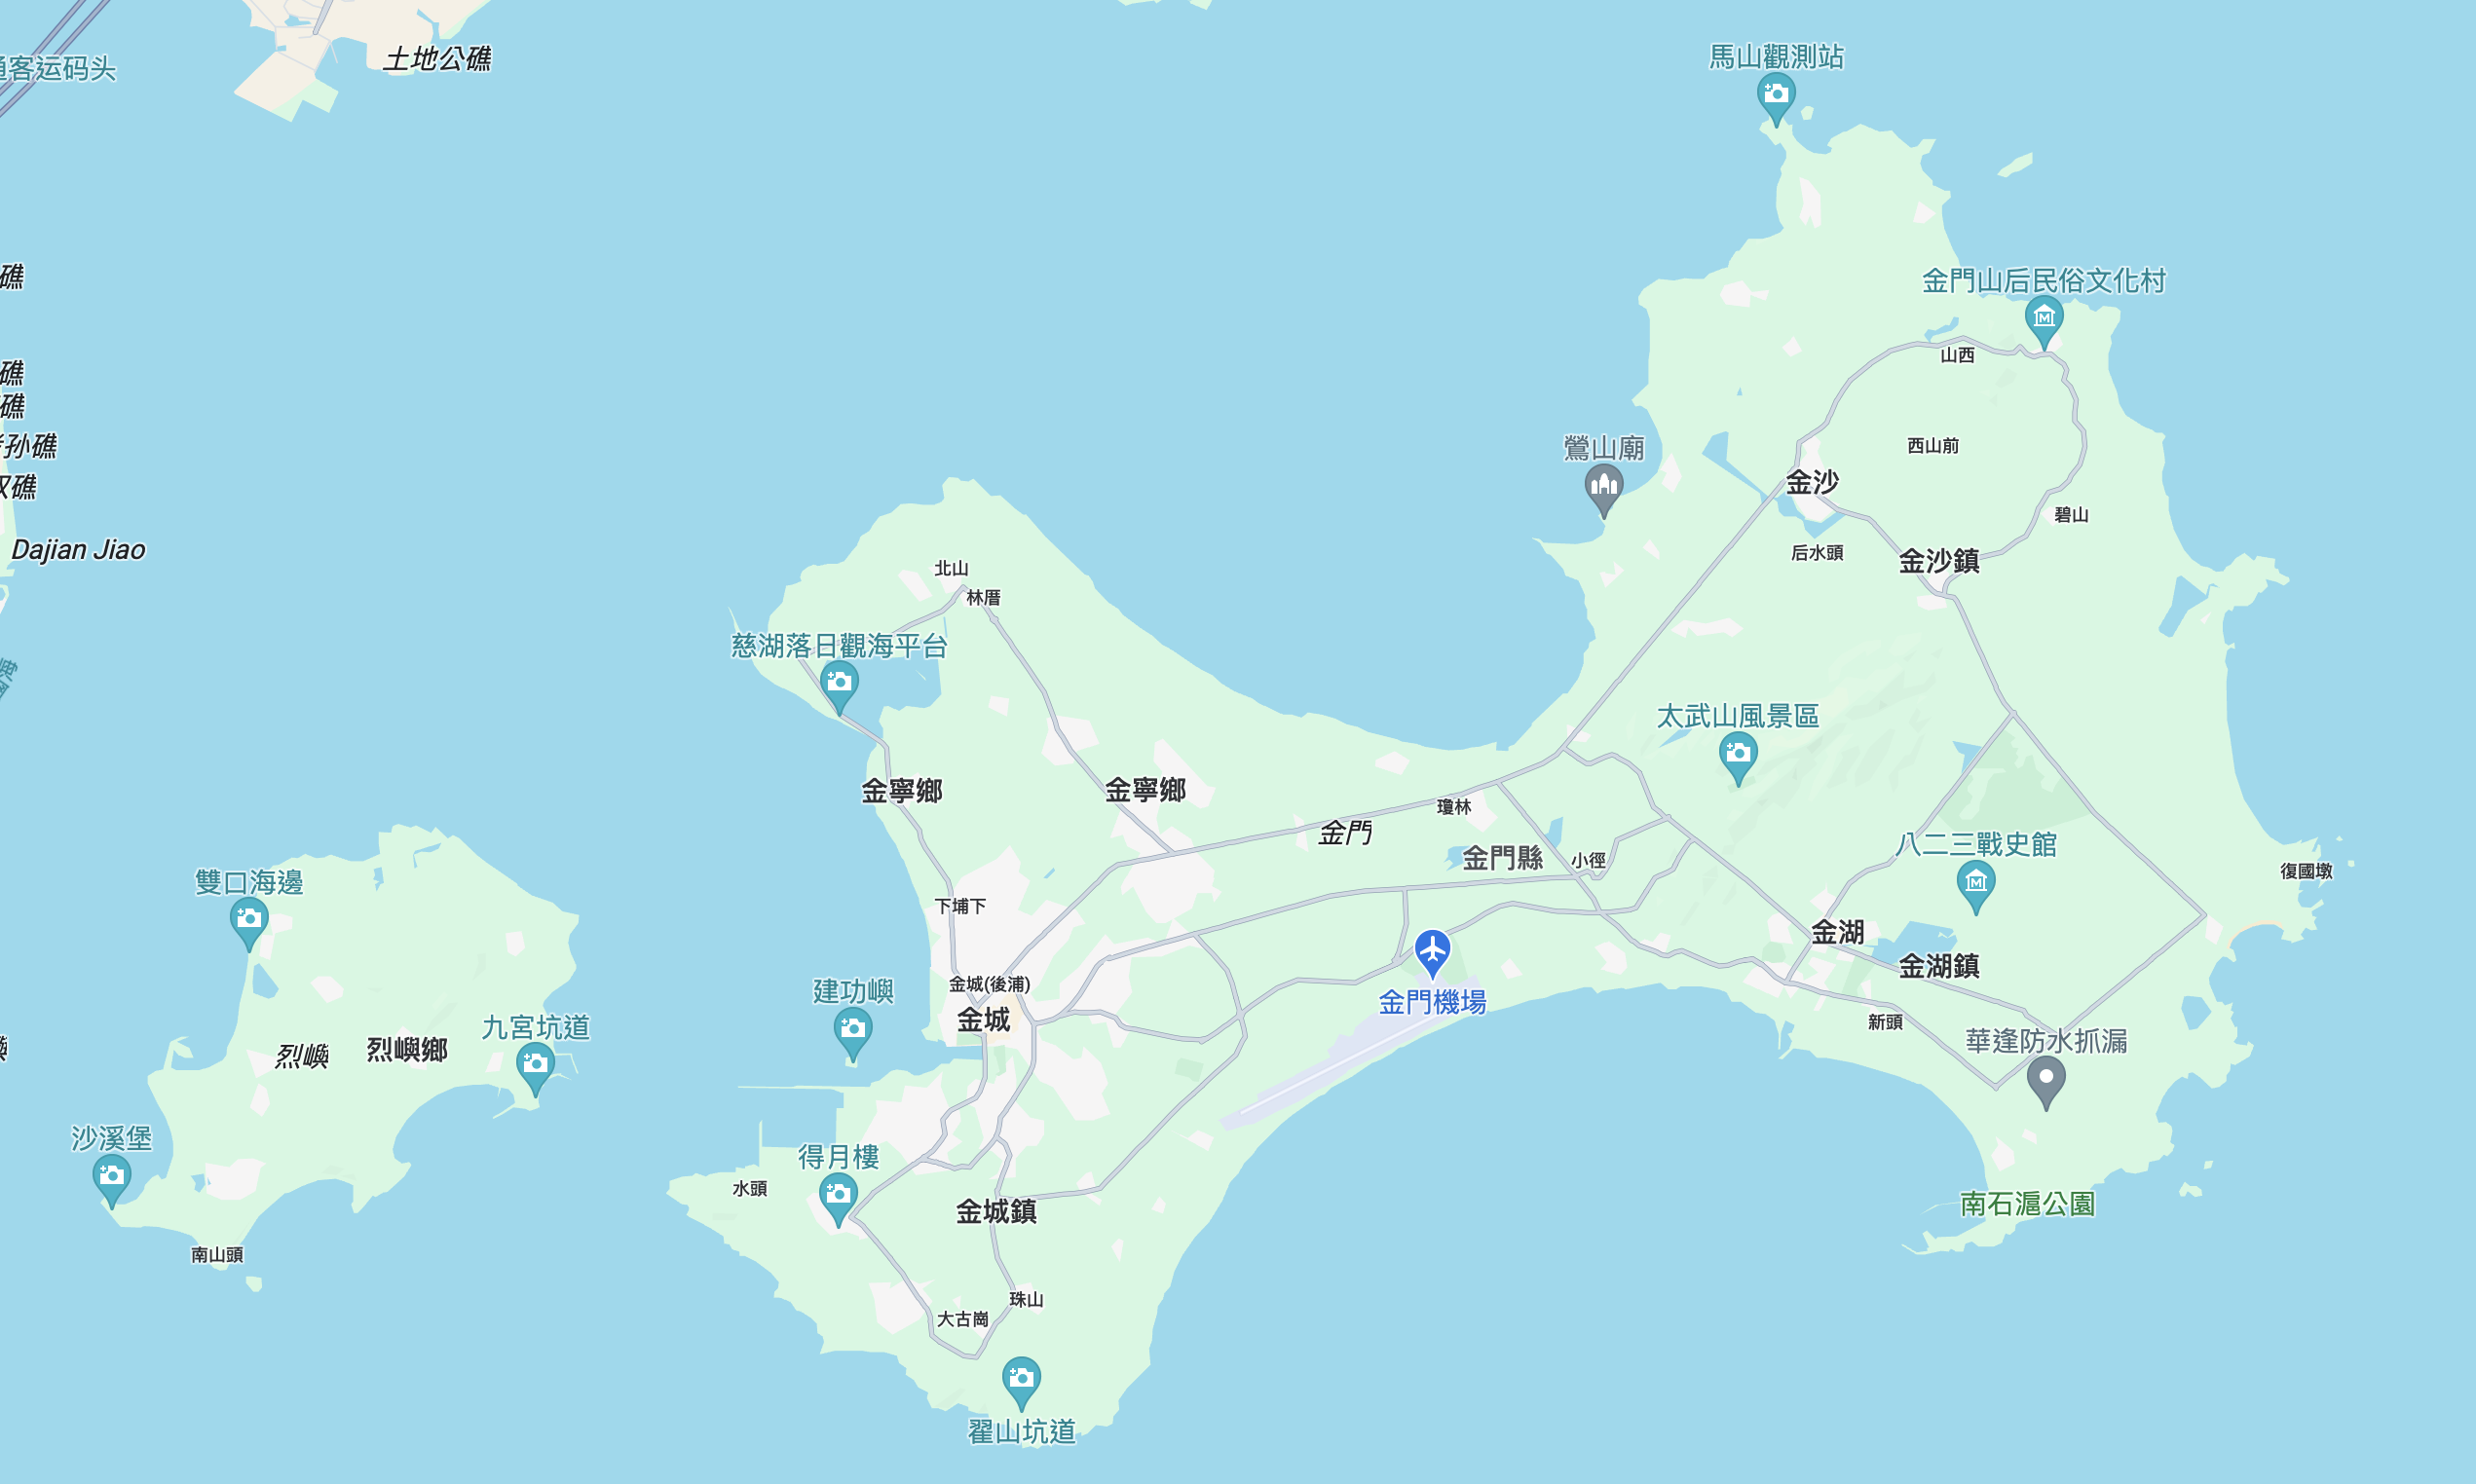 土地公礁
馬山觀測站
客运码头
礁
金門山后民俗文化村
山西
礁
礁
孙礁
西山前
鶯山廟
金沙
礁
碧山
Dajian Jiao
后水頭
金沙鎮
北山
林厝
慈湖落日觀海平台
太武山風景區
金寧鄉
金寧鄉
瓊林
金門
八二三戰史館
金門縣
小徑
復國墩
雙口海邊
下埔下
金湖
金湖鎮
金城(後浦)
建功嶼
金門機場
金城
新頭
九宮坑道
華逢防水抓漏
烈嶼
烈嶼鄉
沙溪堡
得月樓
水頭
南石滬公園
金城鎮
南山頭
珠山
大古崗
翟山坑道